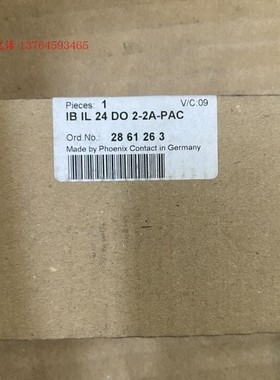 13764593465
Pieces: 1 V/C:09
IB IL 24 DO 2-2A-PAC
Ord.No.: 28 61 26 3
Made by Phoenix Contact in Germany